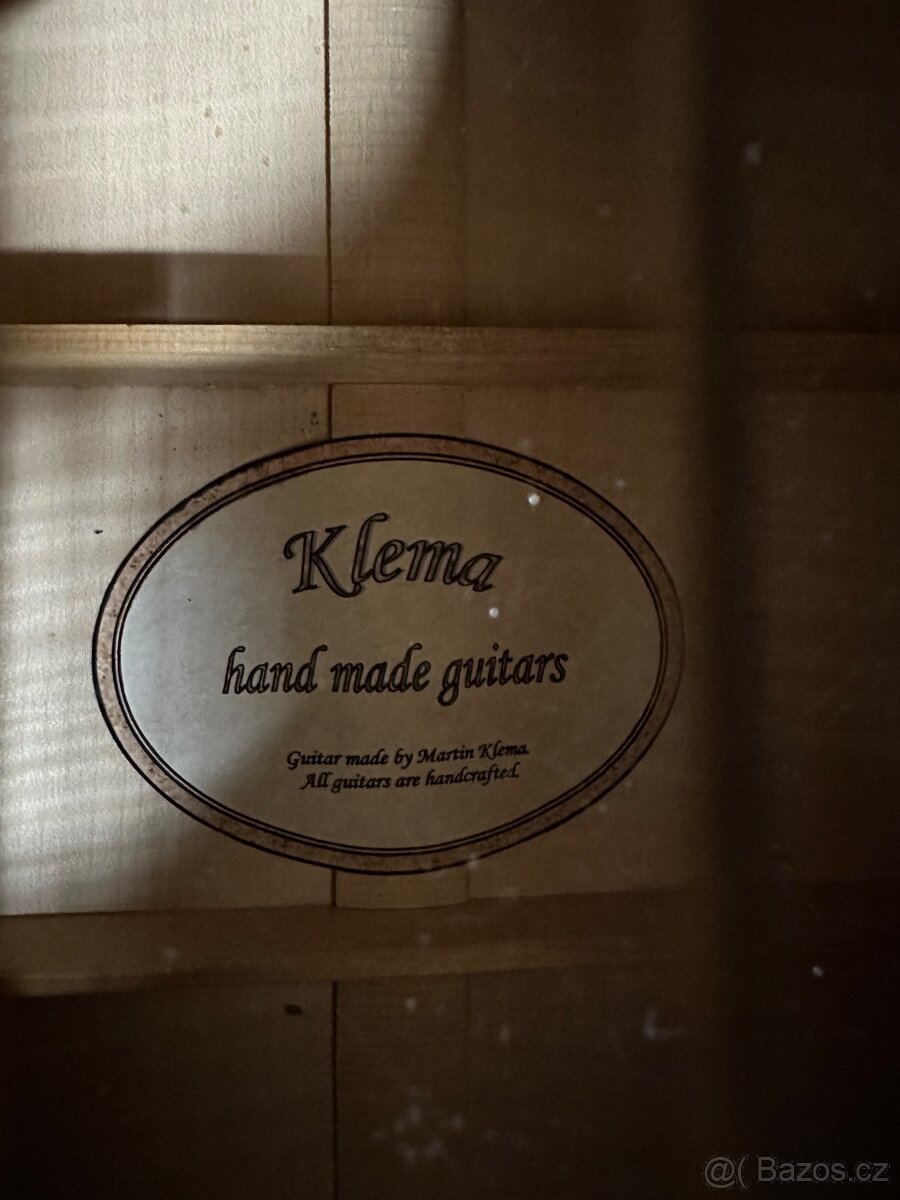 Klema
hand made guitars
Guitar made by Martin Klema.
All guitars are handcrafted.
@( Bazos.cz